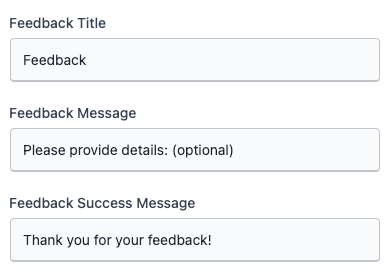 Feedback Title
Feedback
Feedback Message
Please provide details: (optional)
Feedback Success Message
Thank you for your feedback!